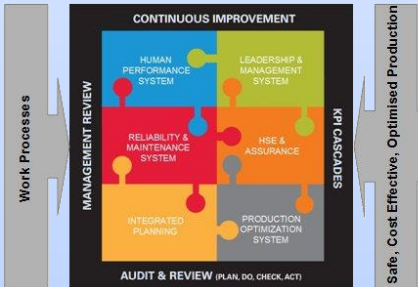 CONTINUOUS IMPROVEMENT
Work Processes
MANAGEMENT REVIEW
HUMAN
PERFORMANCE
SYSTEM
LEADERSHIP &
MANAGEMENT
SYSTEM
RELIABILITY &
MAINTENANCE
SYSTEM
HSE &
ASSURANCE
INTEGRATED
PLANNING
PRODUCTION
OPTIMIZATION
SYSTEM
KPI CASCADES
Safe, Cost Effective, Optimised Production
AUDIT & REVIEW (PLAN, DO, CHECK, ACT)